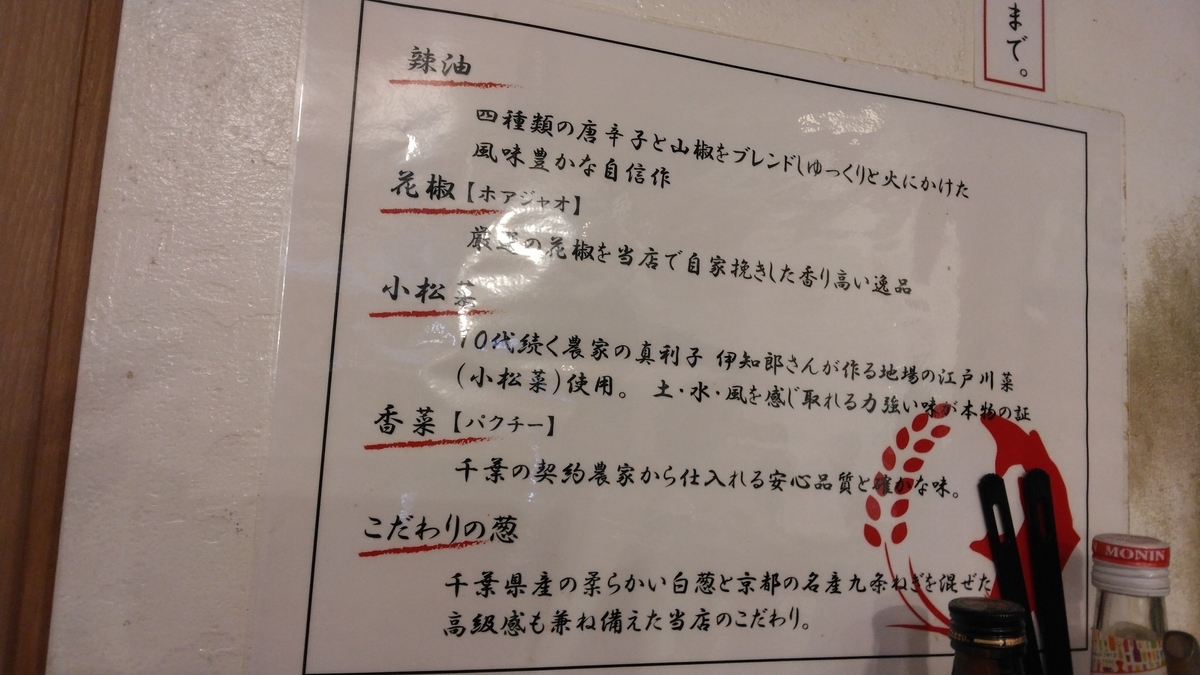 まで。
辣油
四種類の唐辛子と山椒をブレンドしゆっくりと火にかけた
風味豊かな自信作
花椒【ホアジャオ】
厳選の花椒を当店で自家挽きした香り高い逸品
小松菜
10代続く農家の真利子 伊知郎さんが作る地場の江戸川菜
(小松菜)使用。 土・水・風を感じ取れる力強い味が本物の証
香菜【パクチー】
千葉の契約農家から仕入れる安心品質と確かな味。
こだわりの葱
千葉県産の柔らかい白葱と京都の名産九条ねぎを混ぜた
高級感も兼ね備えた当店のこだわり。
MONIN